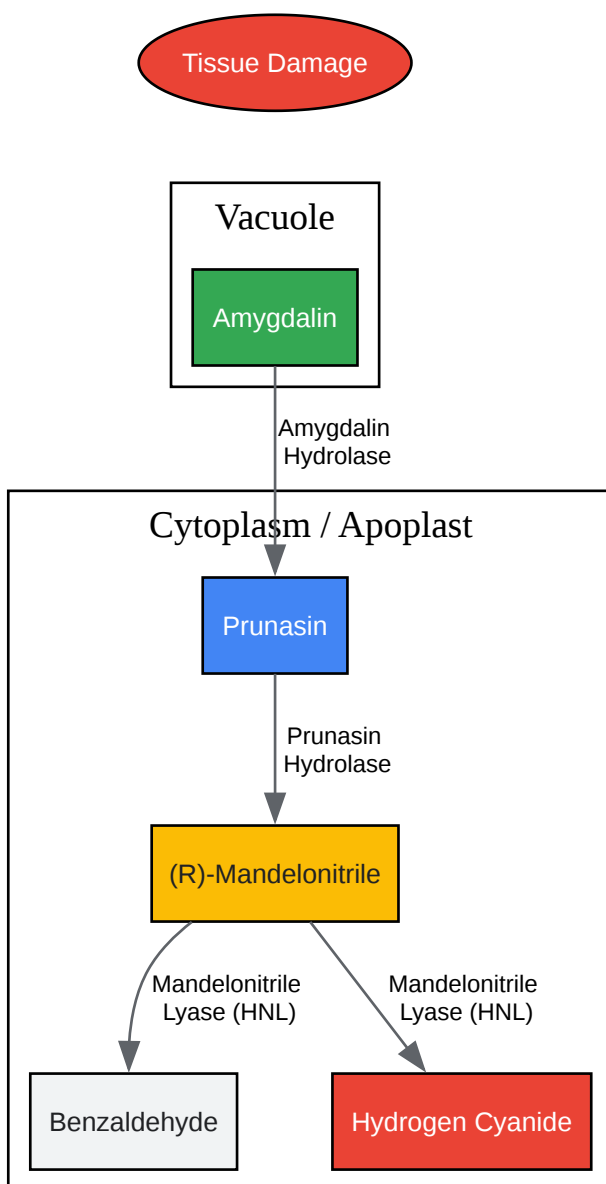 Tissue Damage
Vacuole
Amygdalin
Amygdalin
Hydrolase
Cytoplasm / Apoplast
Prunasin
Prunasin
Hydrolase
(R)-Mandelonitrile
Mandelonitrile
Lyase (HNL)
Mandelonitrile
Lyase (HNL)
Benzaldehyde
Hydrogen Cyanide